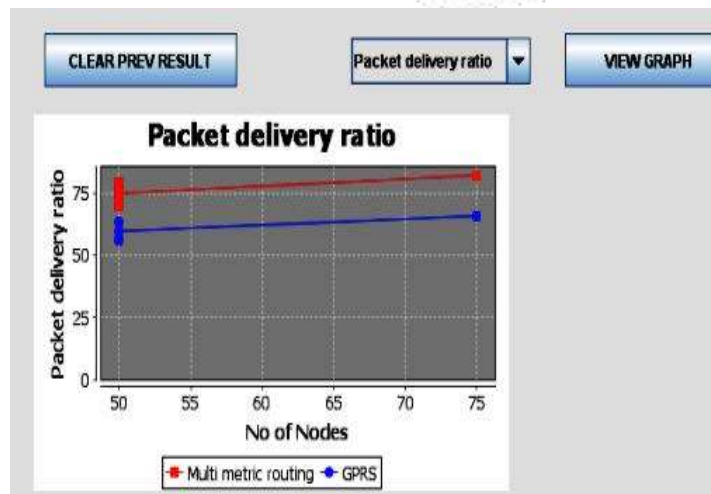 CLEAR PREV RESULT
Packet delivery ratio
VIEW GRAPH
Packet delivery ratio
Packet delivery ratio
75
50
25
0
50 55 60 65 70 75
No of Nodes
Multi metric routing GPRS